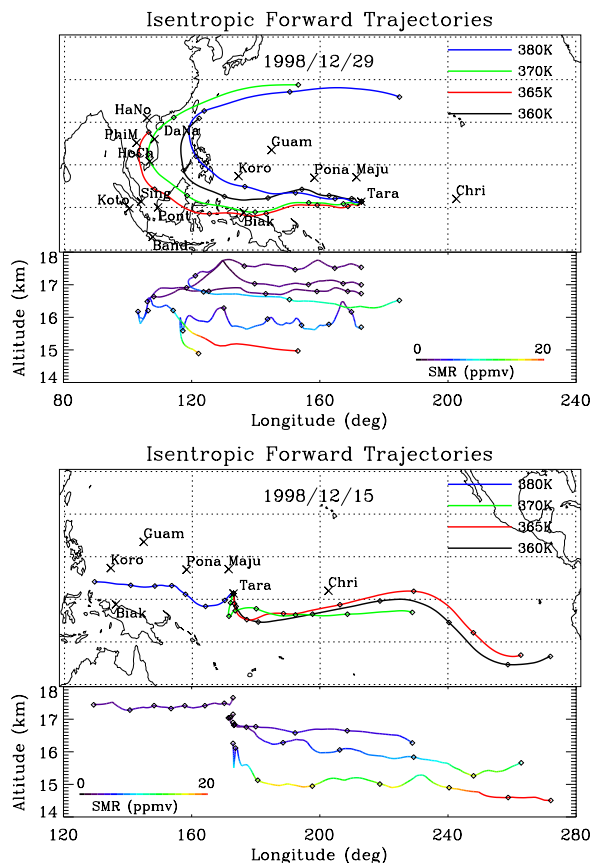 Isentropic Forward Trajectories
1998/12/29
380K
370K
365K
360K
HaNo
PhiM
DaNa
HoCh
Guam
Koro
Pona
Maju
Tara
Chri
Koto
Sing
Pont
Biak
Band
Altitude (km)
18
17
16
15
14
0
20
SMR (ppmv)
80
120
160
200
240
Longitude (deg)
Isentropic Forward Trajectories
1998/12/15
380K
370K
365K
360K
Guam
Koro
Pona
Maju
Tara
Chri
Biak
Altitude (km)
18
17
16
15
14
0
20
SMR (ppmv)
120
160
200
240
280
Longitude (deg)